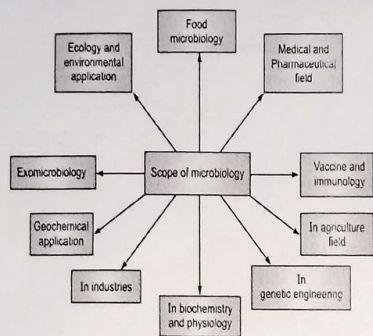 Food
microbiology
Ecology and
environmental
application
Medical and
Pharmaceutical
field
Exomicrobiology
Scope of microbiology
Vaccine and
immunology
Geochemical
application
In agriculture
field
In industries
In
genetic engineering
In biochemistry
and physiology